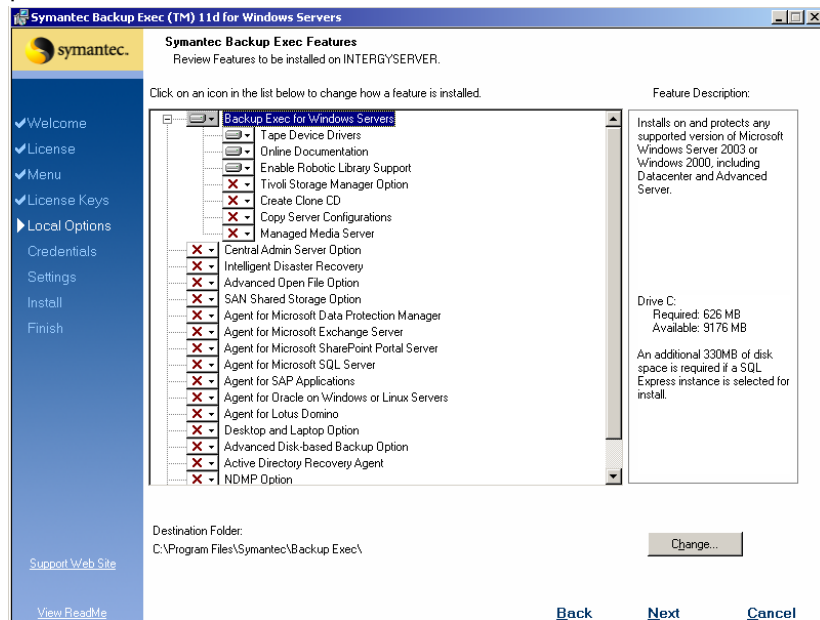 Symantec Backup Exec (TM) 11d for Windows Servers
symantec.
Symantec Backup Exec Features
Review Features to be installed on INTERGYSERVER.
Click on an icon in the list below to change how a feature is installed.
Feature Description:
Welcome
License
Menu
License Keys
Local Options
Credentials
Settings
Install
Finish
Support Web Site
View ReadMe
Backup Exec for Windows Servers
Tape Device Drivers
Online Documentation
Enable Robotic Library Support
Tivoli Storage Manager Option
Create Clone CD
Copy Server Configurations
Managed Media Server
Central Admin Server Option
Intelligent Disaster Recovery
Advanced Open File Option
SAN Shared Storage Option
Agent for Microsoft Data Protection Manager
Agent for Microsoft Exchange Server
Agent for Microsoft SharePoint Portal Server
Agent for Microsoft SQL Server
Agent for SAP Applications
Agent for Oracle on Windows or Linux Servers
Agent for Lotus Domino
Desktop and Laptop Option
Advanced Disk-based Backup Option
Active Directory Recovery Agent
NDMP Option
Installs on and protects any
supported version of Microsoft
Windows Server 2003 or
Windows 2000, including
Datacenter and Advanced
Server.
Drive C:
Required: 626 MB
Available: 9176 MB
An additional 330MB of disk
space is required if a SQL
Express instance is selected for
install.
Destination Folder:
C:\Program Files\Symantec\Backup Exec\
Change...
Back Next Cancel